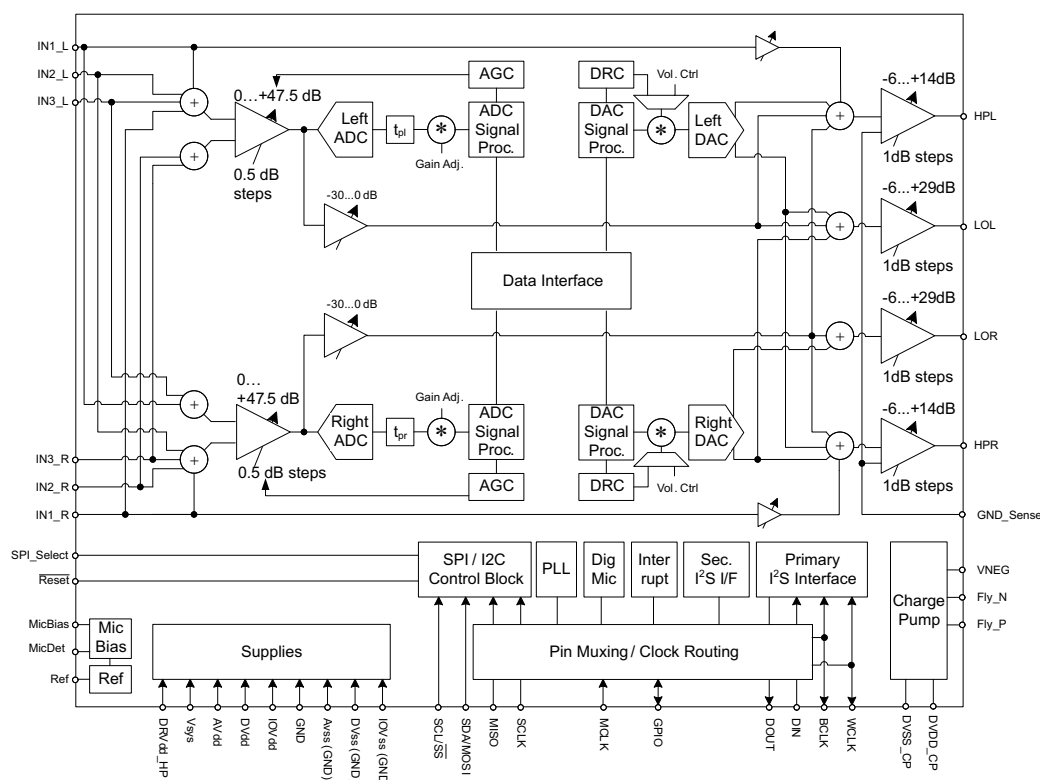 IN1_L
IN2_L
IN3_L
0…+47.5 dB
0.5 dB
steps
Left
ADC
tpl
*
Gain Adj.
AGC
ADC
Signal
Proc.
DRC
DAC
Signal
Proc.
Vol. Ctrl
*
Left
DAC
+
+
+
-6...+14dB
1dB steps
HPL
-30...0 dB
+
-6...+29dB
1dB steps
LOL
Data Interface
-30...0 dB
+
-6...+29dB
1dB steps
LOR
0…
+47.5 dB
0.5 dB steps
Right
ADC
tpr
*
Gain Adj.
ADC
Signal
Proc.
AGC
DAC
Signal
Proc.
DRC
*
Vol. Ctrl
Right
DAC
+
+
+
-6...+14dB
1dB steps
HPR
IN3_R
IN2_R
IN1_R
GND_Sense
SPI_Select
Reset
SPI / I2C
Control Block
PLL
Dig
Mic
Inter
rupt
Sec.
I2S I/F
Primary
I2S Interface
Charge
Pump
VNEG
Fly_N
Fly_P
MicBias
MicDet
Ref
Mic
Bias
Ref
Supplies
Pin Muxing / Clock Routing
DRVdd_HP
Vsys
AVdd
DVdd
IOVdd
GND
AVss (GND)
DVss (GND
IOVss (GND
SCL/SS
SDA/MOSI
MISO
SCLK
MCLK
GPIO
DOUT
DIN
BCLK
WCLK
DVSS_CP
DVDD_CP